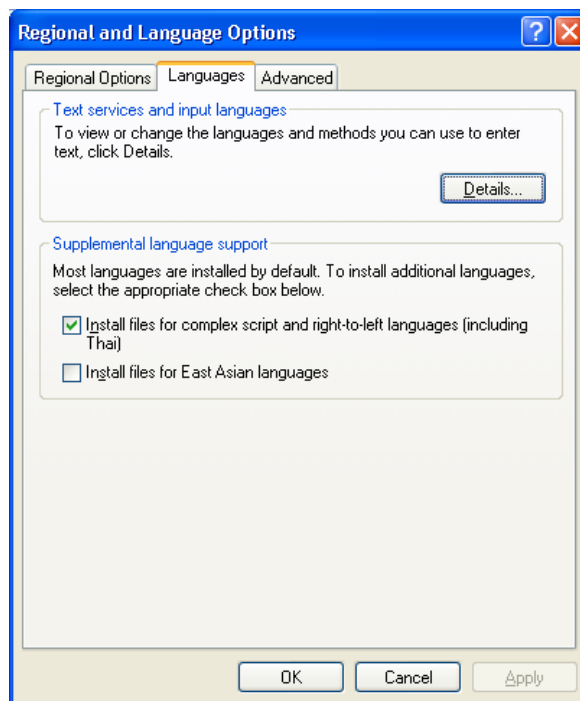 Regional and Language Options
Regional Options Languages Advanced
Text services and input languages
To view or change the languages and methods you can use to enter
text, click Details.
Details...
Supplemental language support
Most languages are installed by default. To install additional languages,
select the appropriate check box below.
Install files for complex script and right-to-left languages (including
Thai)
Install files for East Asian languages
OK Cancel Apply